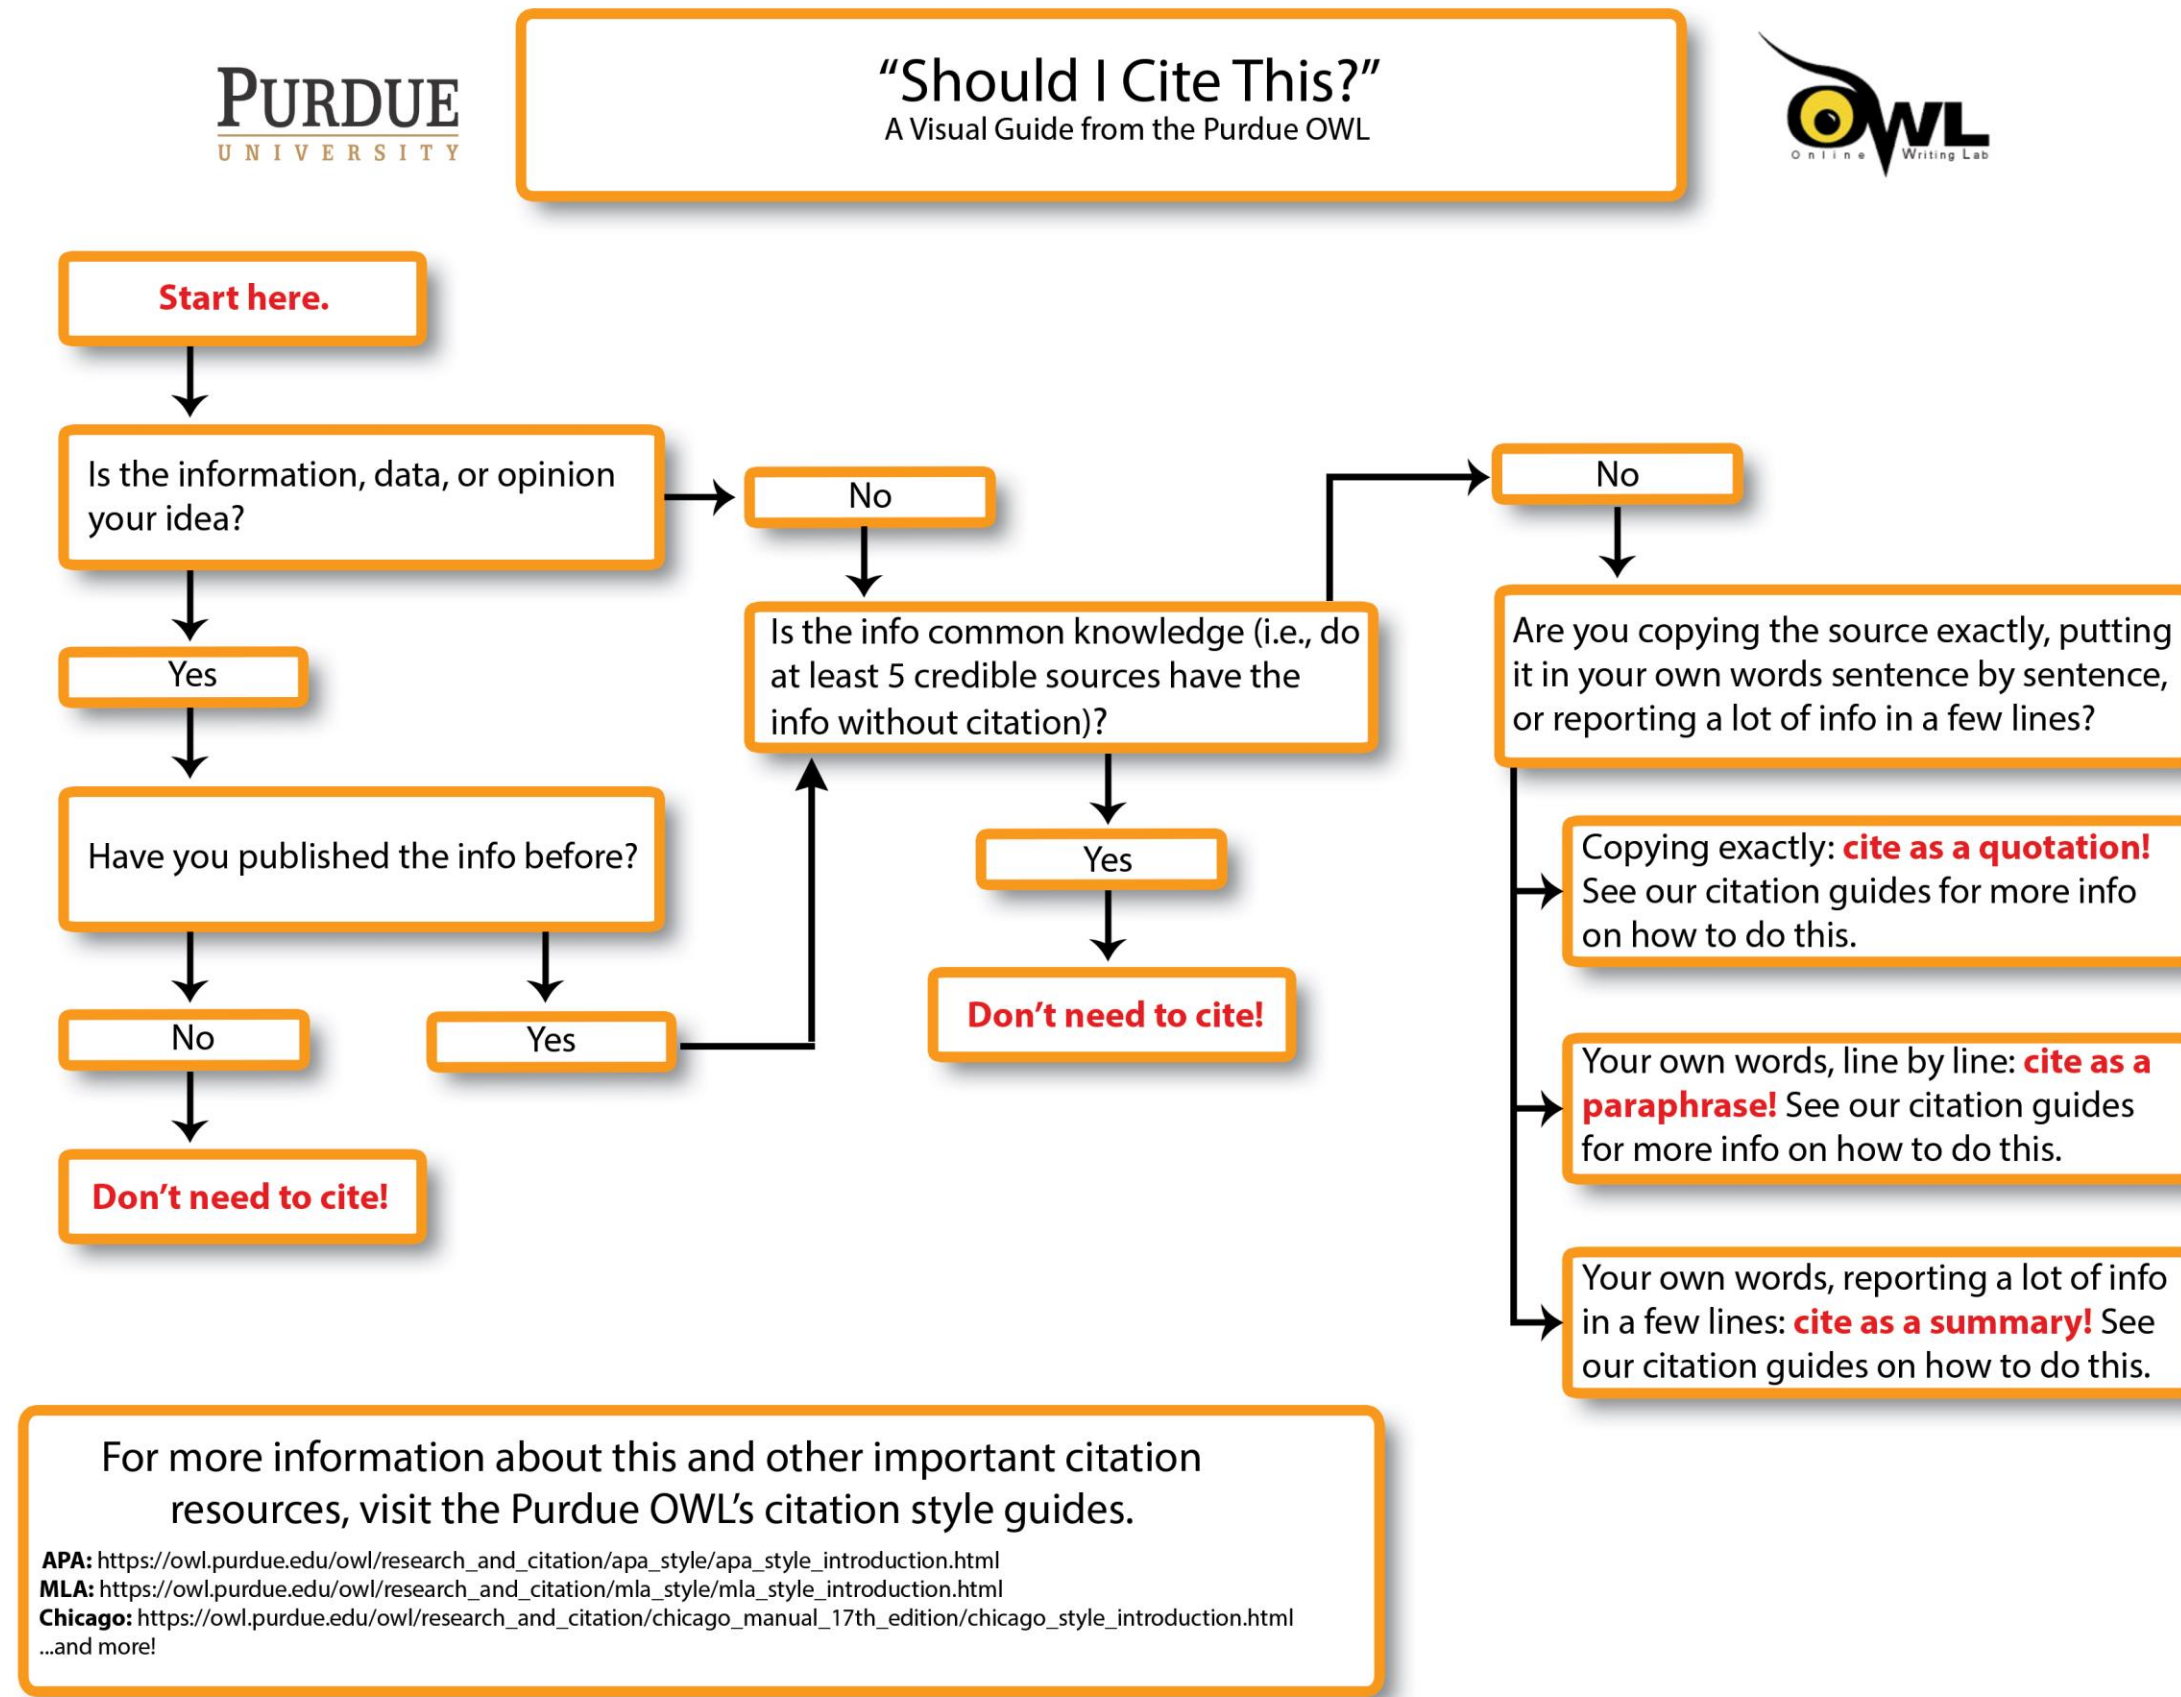 PURDUE
UNIVERSITY
“Should I Cite This?”
A Visual Guide from the Purdue OWL
OWL
Online Writing Lab
Start here.
Is the information, data, or opinion
your idea?
No
Yes
Have you published the info before?
No
Yes
Don’t need to cite!
Is the info common knowledge (i.e., do
at least 5 credible sources have the
info without citation)?
Yes
Don’t need to cite!
No
Are you copying the source exactly, putting
it in your own words sentence by sentence,
or reporting a lot of info in a few lines?
Copying exactly: cite as a quotation!
See our citation guides for more info
on how to do this.
Your own words, line by line: cite as a
paraphrase! See our citation guides
for more info on how to do this.
Your own words, reporting a lot of info
in a few lines: cite as a summary! See
our citation guides on how to do this.
For more information about this and other important citation
resources, visit the Purdue OWL’s citation style guides.
APA: https://owl.purdue.edu/owl/research_and_citation/apa_style/apa_style_introduction.html
MLA: https://owl.purdue.edu/owl/research_and_citation/mla_style/mla_style_introduction.html
Chicago: https://owl.purdue.edu/owl/research_and_citation/chicago_manual_17th_edition/chicago_style_introduction.html
...and more!